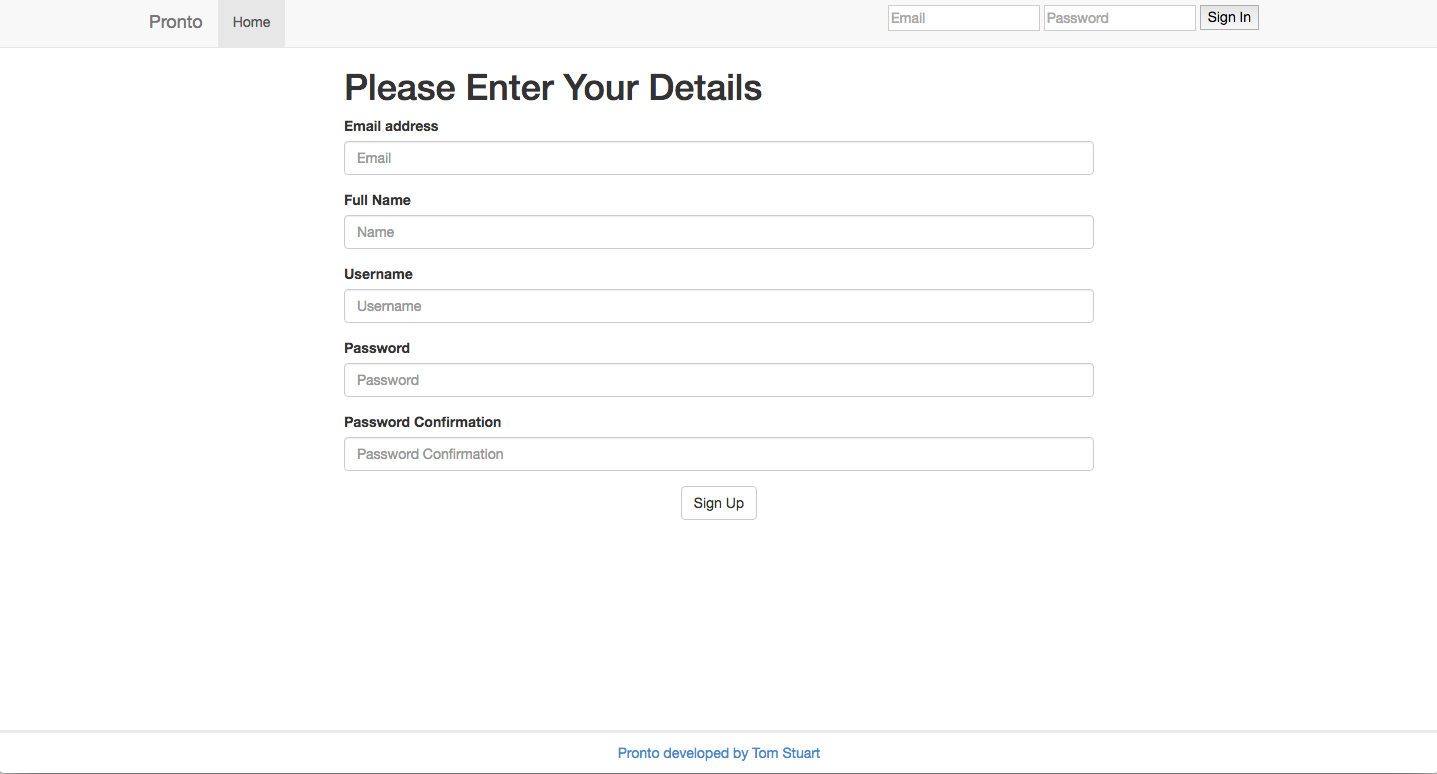 Pronto Home Email Password Sign In
Please Enter Your Details
Email address
Email
Full Name
Name
Username
Username
Password
Password
Password Confirmation
Password Confirmation
Sign Up
Pronto developed by Tom Stuart